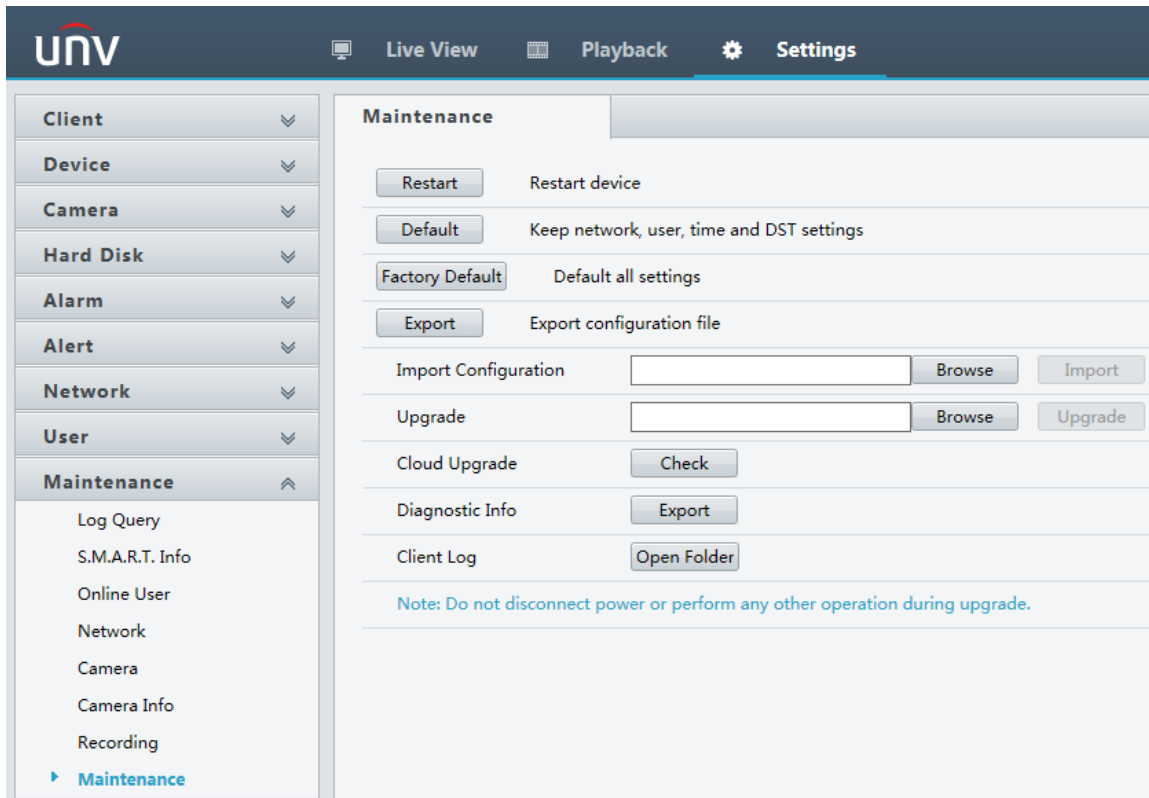 unv
Live View
Playback
Settings
Client
Device
Camera
Hard Disk
Alarm
Alert
Network
User
Maintenance
Log Query
S.M.A.R.T. Info
Online User
Network
Camera
Camera Info
Recording
Maintenance
Maintenance
Restart Restart device
Default Keep network, user, time and DST settings
Factory Default Default all settings
Export Export configuration file
Import Configuration Browse Import
Upgrade Browse Upgrade
Cloud Upgrade Check
Diagnostic Info Export
Client Log Open Folder
Note: Do not disconnect power or perform any other operation during upgrade.